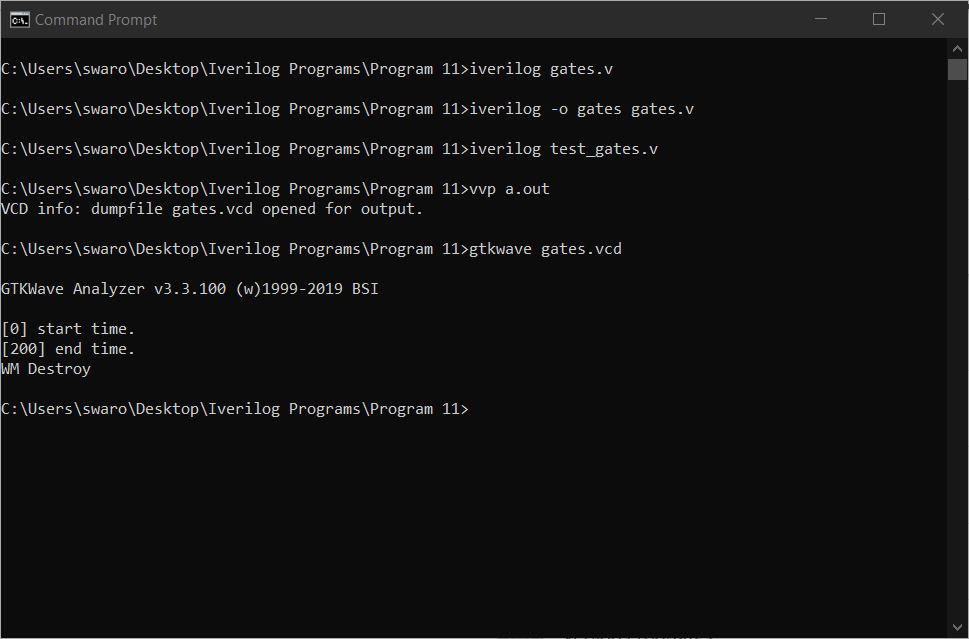 Command Prompt
C:\Users\swaro\Desktop\Iverilog Programs\Program 11>iverilog gates.v
C:\Users\swaro\Desktop\Iverilog Programs\Program 11>iverilog -o gates gates.v
C:\Users\swaro\Desktop\Iverilog Programs\Program 11>iverilog test_gates.v
C:\Users\swaro\Desktop\Iverilog Programs\Program 11>vvp a.out
VCD info: dumpfile gates.vcd opened for output.
C:\Users\swaro\Desktop\Iverilog Programs\Program 11>gtkwave gates.vcd
GTKWave Analyzer v3.3.100 (w)1999-2019 BSI
[0] start time.
[200] end time.
WM Destroy
C:\Users\swaro\Desktop\Iverilog Programs\Program 11>